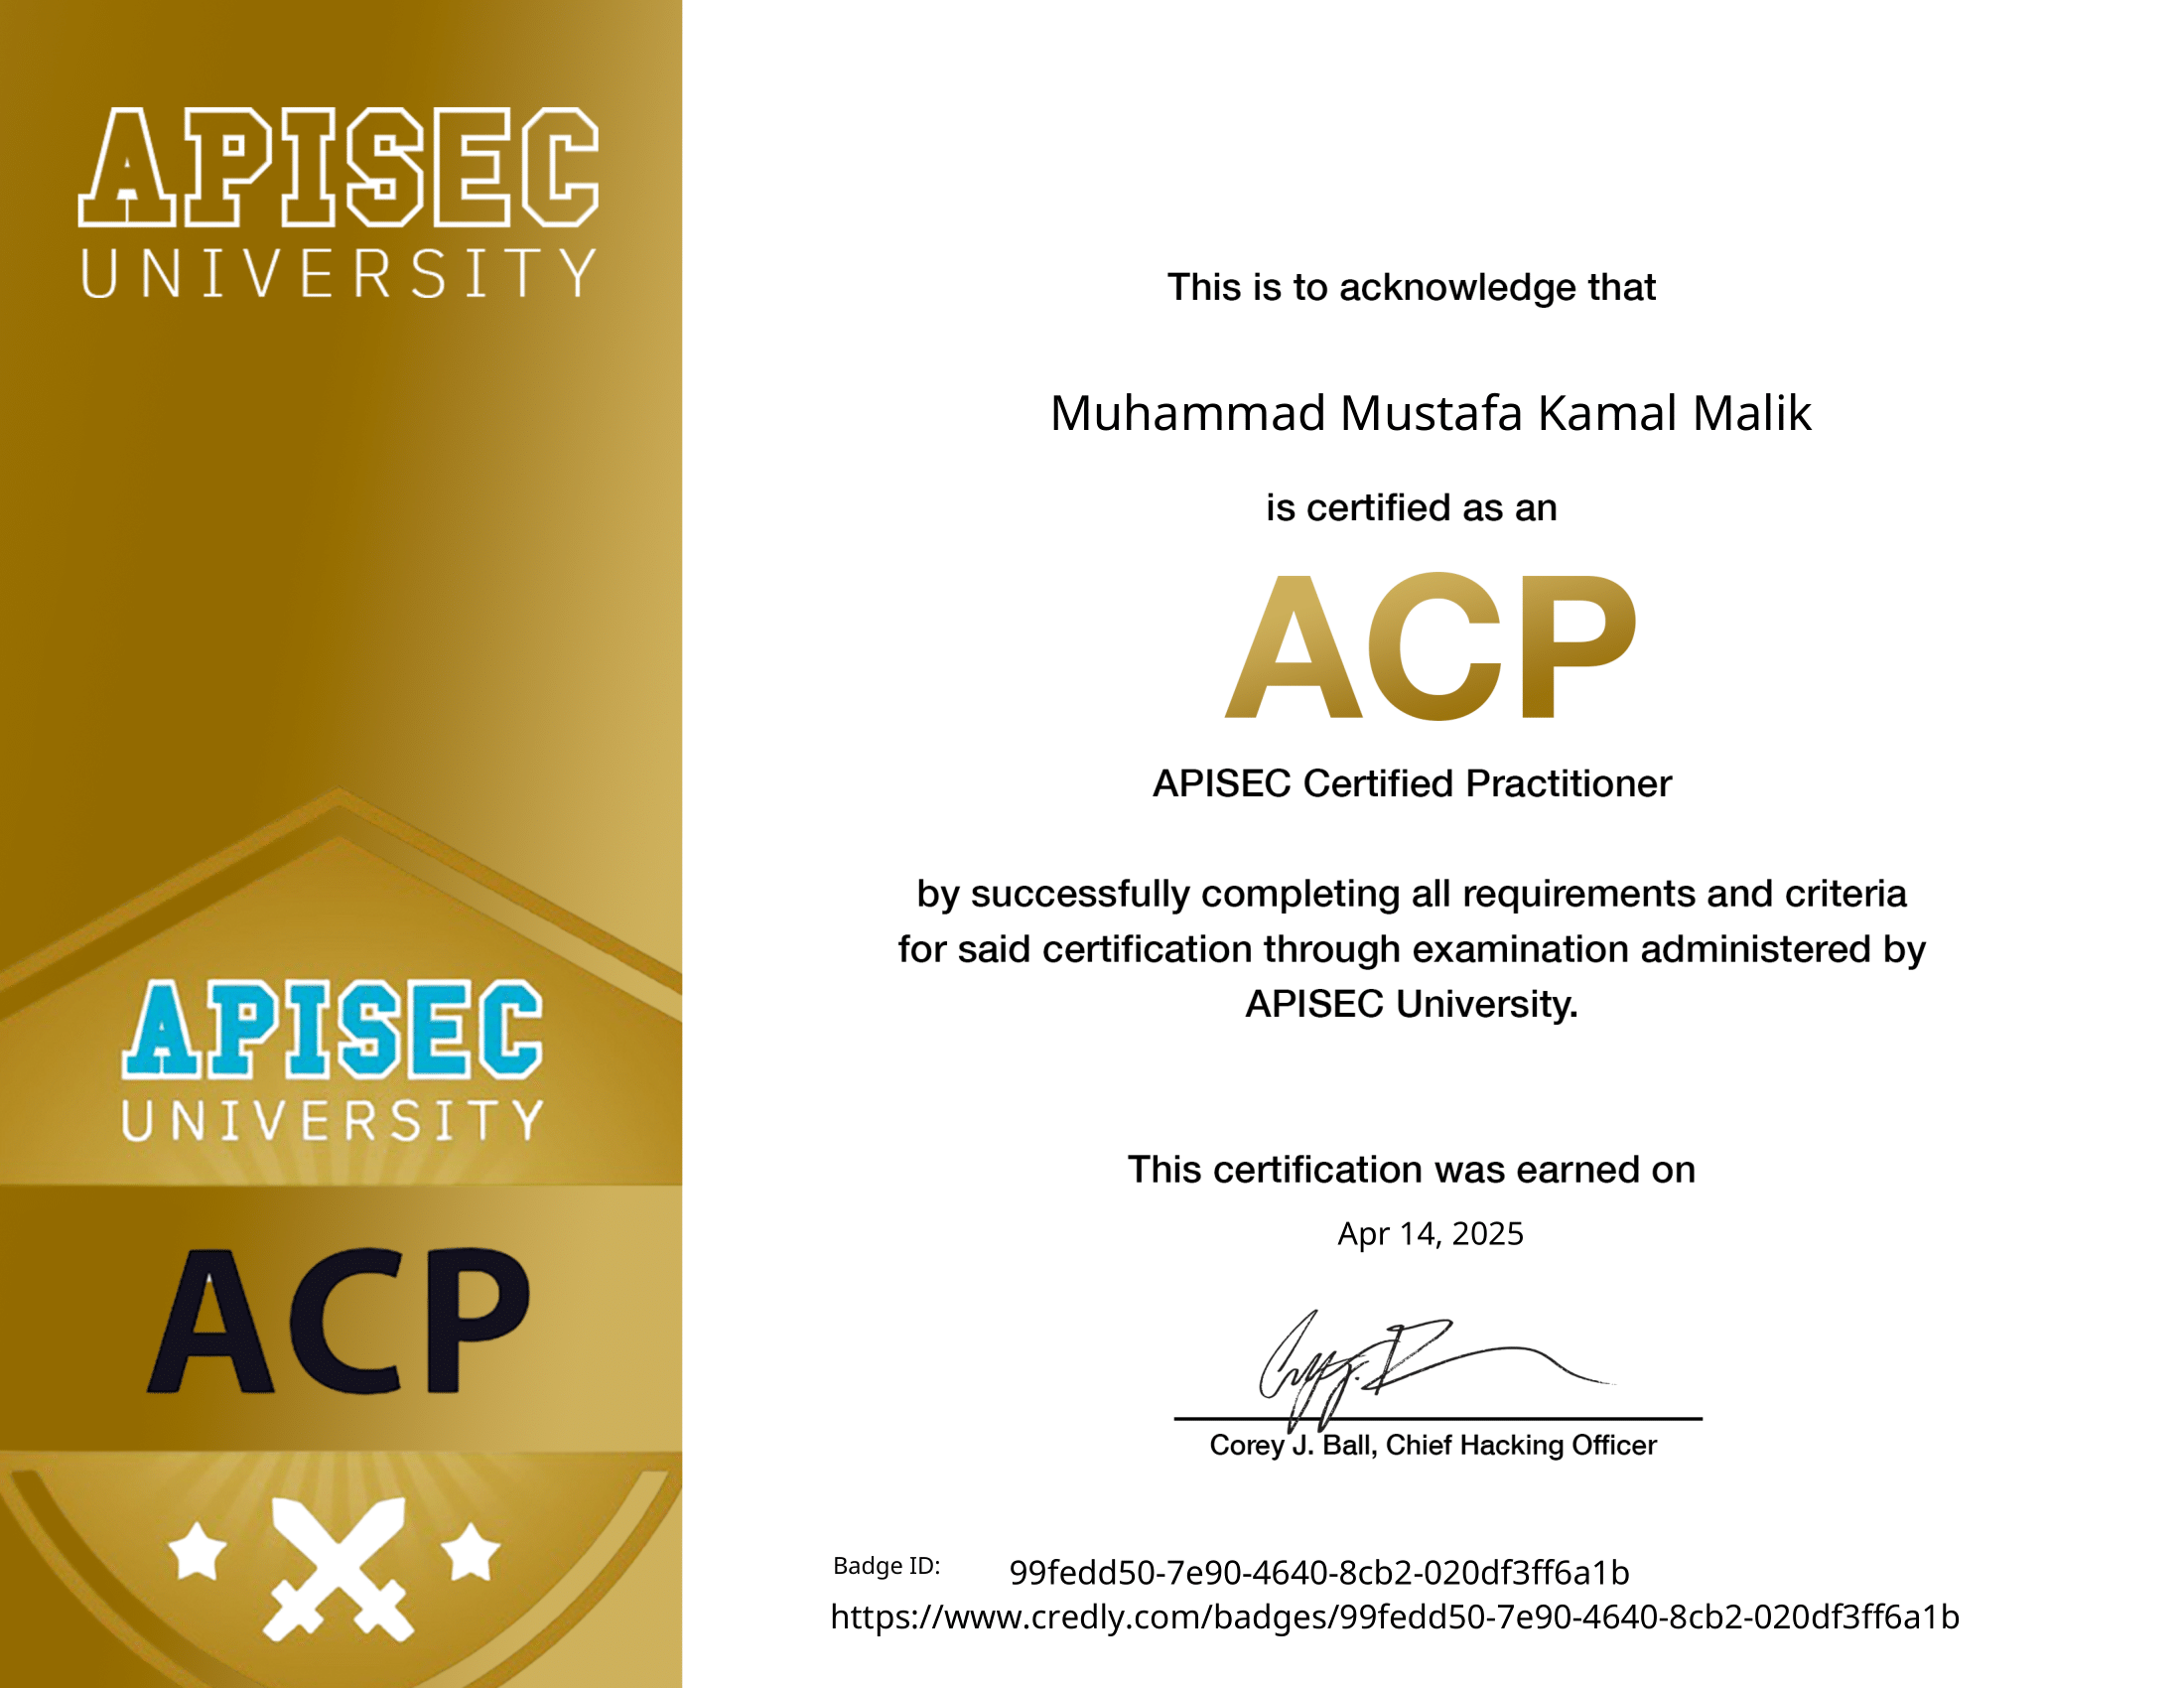 APISEC
UNIVERSITY
This is to acknowledge that
Muhammad Mustafa Kamal Malik
is certified as an
ACP
APISEC Certified Practitioner
by successfully completing all requirements and criteria
for said certification through examination administered by
APISEC University.
APISEC
UNIVERSITY
ACP
This certification was earned on
Apr 14, 2025
Corey J. Ball, Chief Hacking Officer
Badge ID: 99fedd50-7e90-4640-8cb2-020df3ff6a1b
https://www.credly.com/badges/99fedd50-7e90-4640-8cb2-020df3ff6a1b